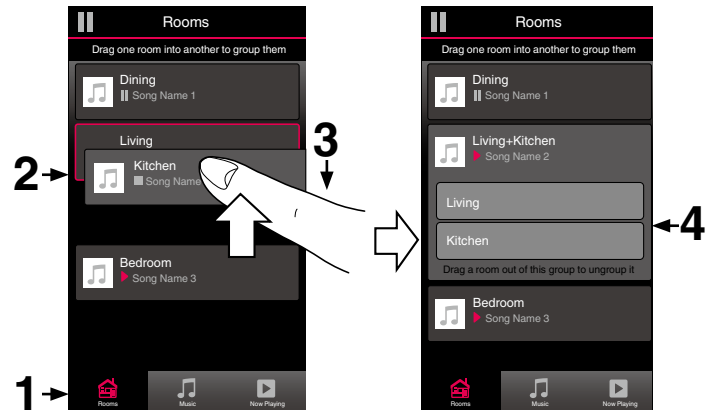 Rooms
Drag one room into another to group them
Dining
Song Name 1
Living
Kitchen
Song Name
Bedroom
Song Name 3
Rooms
Music
Now Playing
1
2
3
Rooms
Drag one room into another to group them
Dining
Song Name 1
Living+Kitchen
Song Name 2
Living
Kitchen
Drag a room out of this group to ungroup it
Bedroom
Song Name 3
Rooms
Music
Now Playing
4